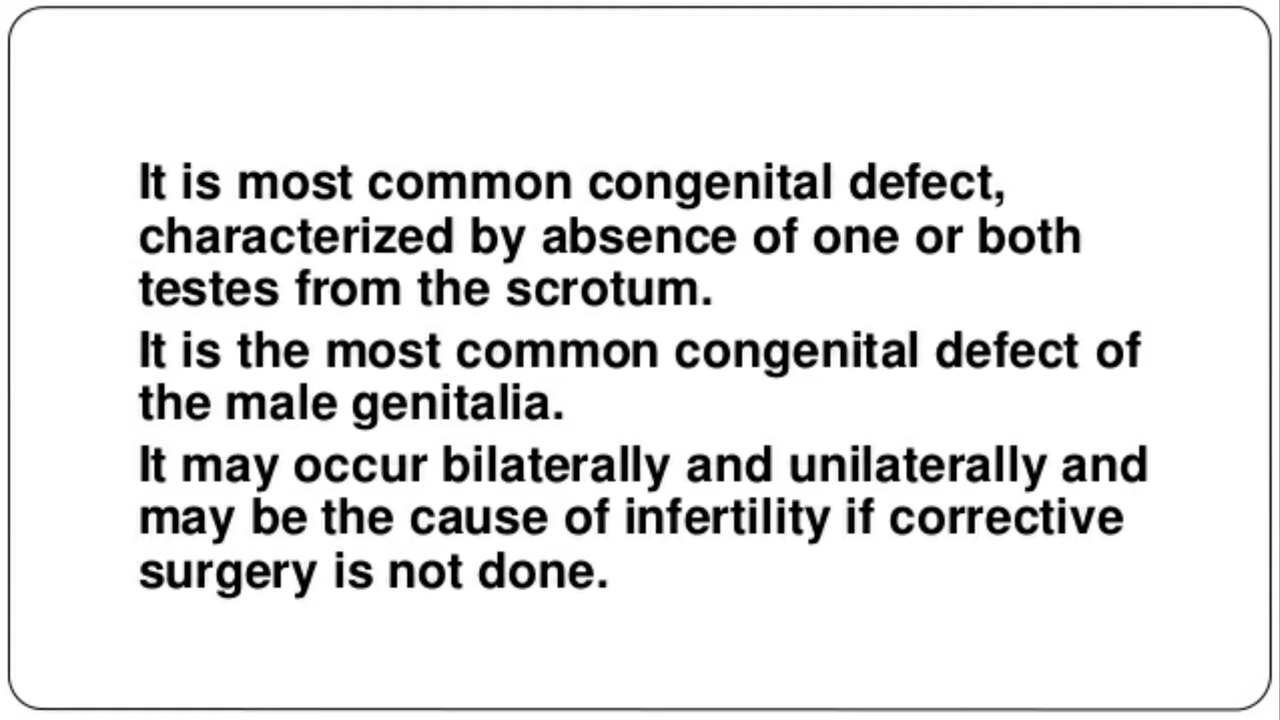 It is most common congenital defect,
characterized by absence of one or both
testes from the scrotum.
It is the most common congenital defect of
the male genitalia.
It may occur bilaterally and unilaterally and
may be the cause of infertility if corrective
surgery is not done.